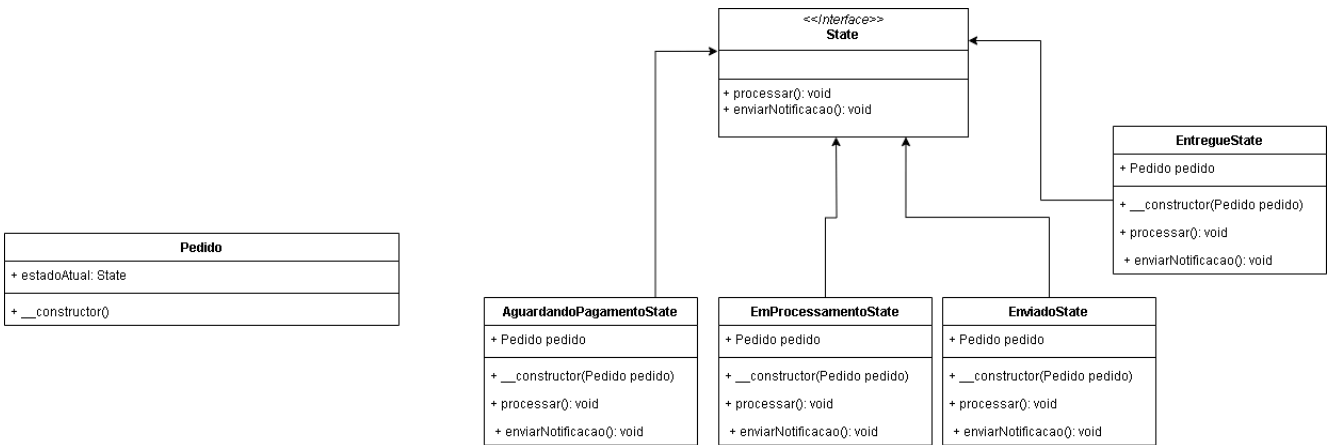 <<Interface>>
State
+ processar(): void
+ enviarNotificacao(): void
EntregueState
+ Pedido pedido
+ __constructor(Pedido pedido)
+ processar(): void
+ enviarNotificacao(): void
Pedido
+ estadoAtual: State
+ __constructor()
AguardandoPagamentoState
+ Pedido pedido
+ __constructor(Pedido pedido)
+ processar(): void
+ enviarNotificacao(): void
EmProcessamentoState
+ Pedido pedido
+ __constructor(Pedido pedido)
+ processar(): void
+ enviarNotificacao(): void
EnviadoState
+ Pedido pedido
+ __constructor(Pedido pedido)
+ processar(): void
+ enviarNotificacao(): void